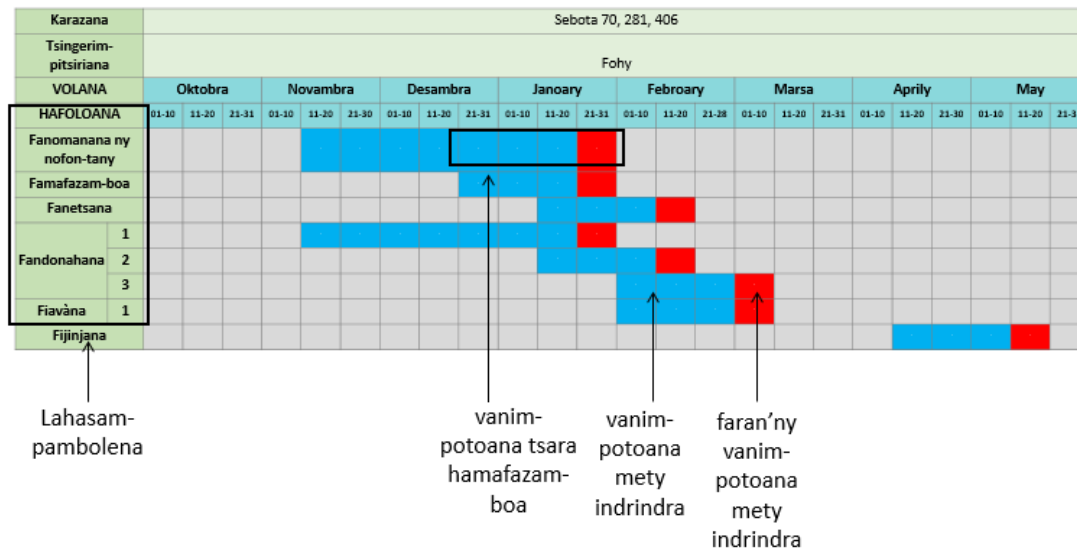 Karazana Sebota 70, 281, 406
Tsingerim-
pitsiriana Fohy
VOLANA Oktobra Novambra Desambra Janoary Febroary Marsa Aprily May
HAFOLOANA 01-10 11-20 21-31 01-10 11-20 21-30 01-10 11-20 21-31 01-10 11-20 21-31 01-10 11-20 21-28 01-10 11-20 21-31 01-10 11-20 21-30 01-10 11-20
Fanomanana ny
nofon-tany
Famafazam-boa
Fanetsana
Fandonahana 1
2
3
Fiavàna 1
Fijinjana
Lahasam-
pambolena
vanim-
potoana tsara
hamafazam-
boa
vanim-
potoana
mety
indrindra
faran'ny
vanim-
potoana
mety
indrindra